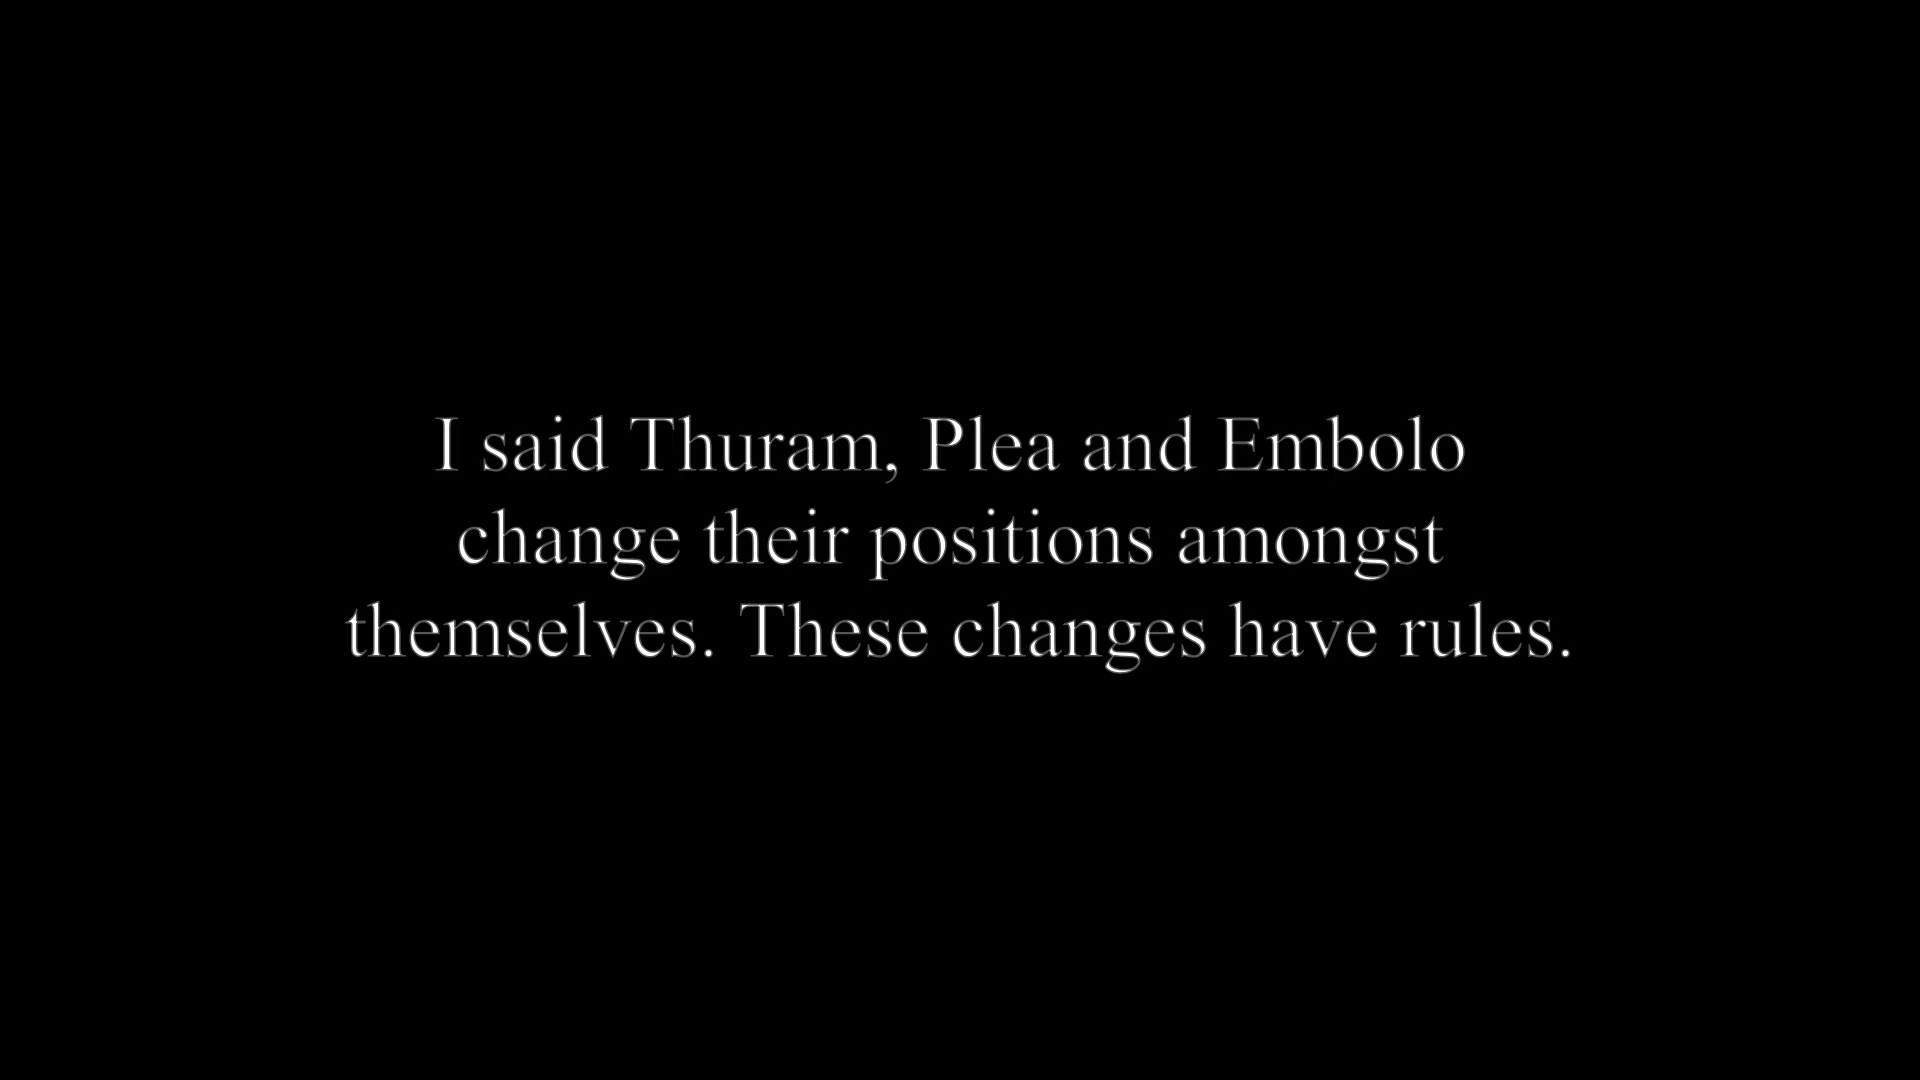 I said Thuram, Plea and Embolo
change their positions amongst
themselves. These changes have rules.